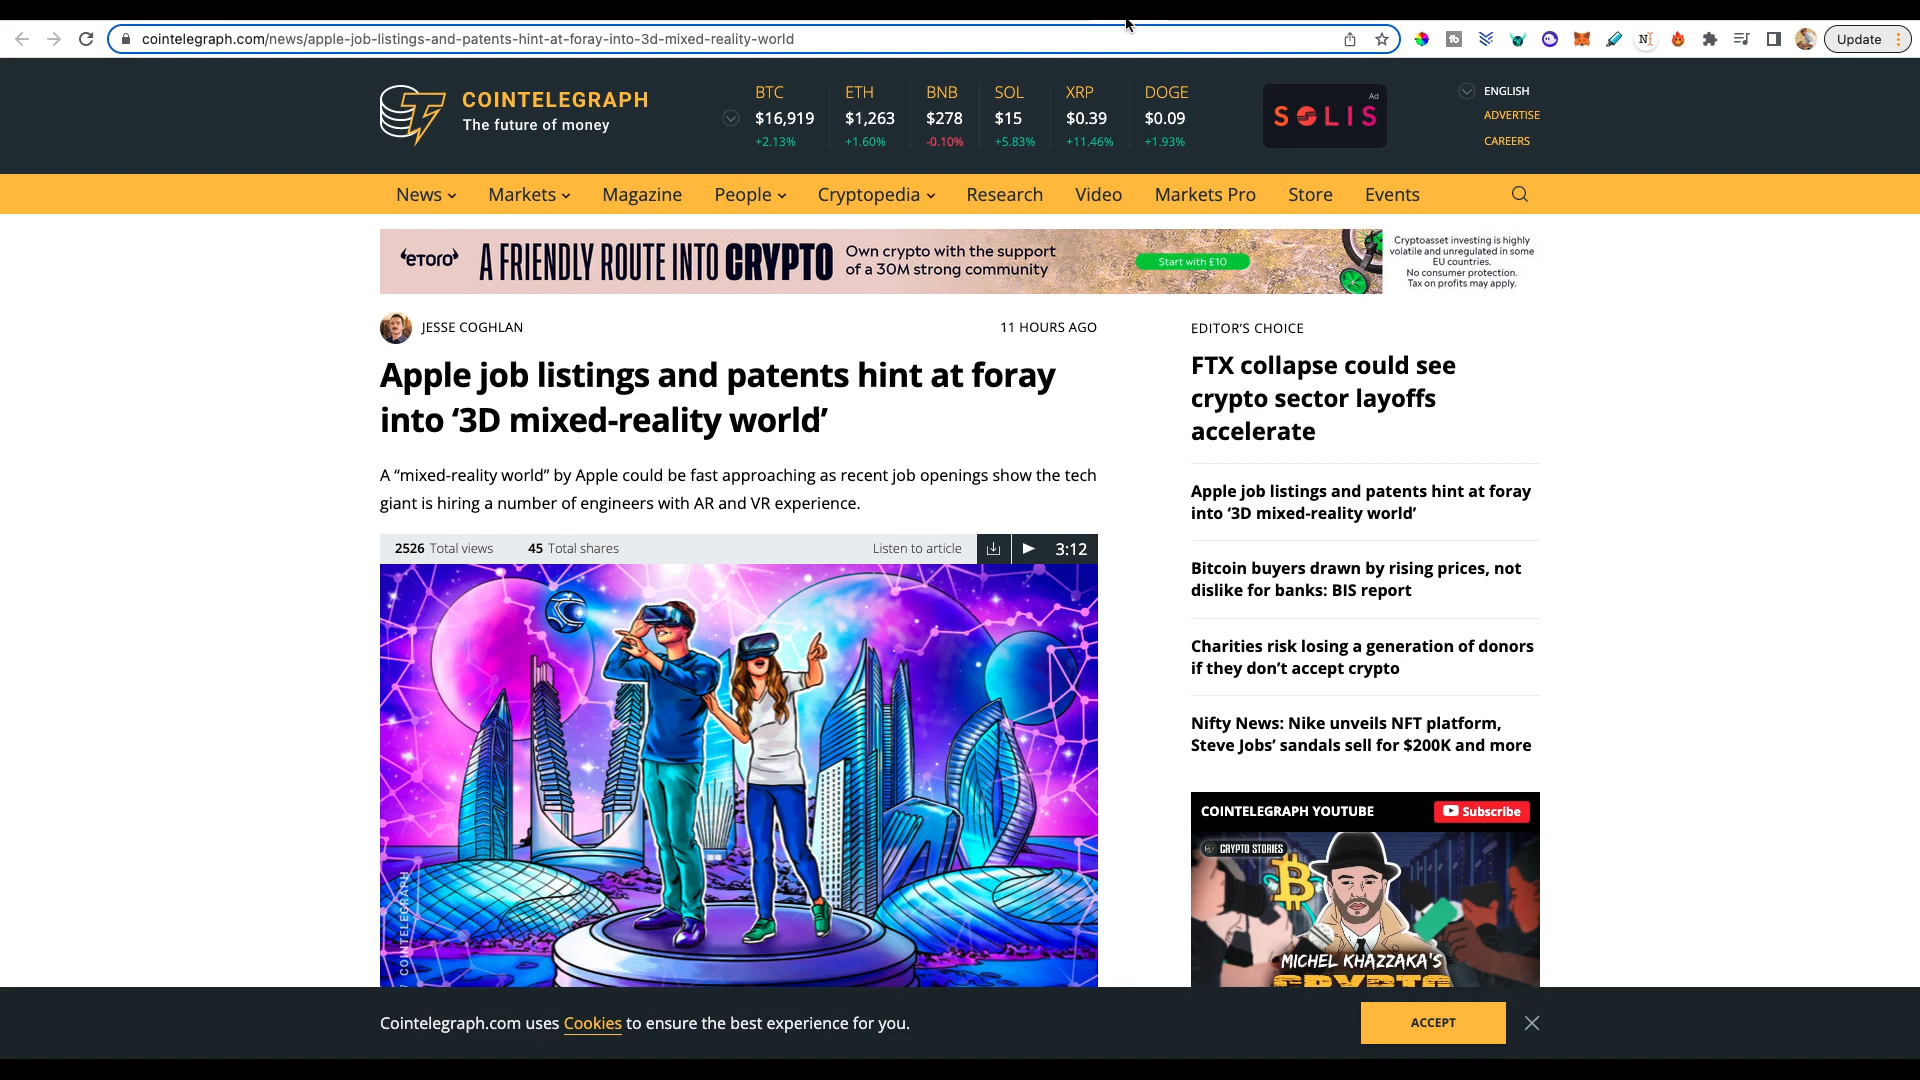 cointelegraph.com/news/apple-job-listings-and-patents-hint-at-foray-into-3d-mixed-reality-world
Update
COINTELEGRAPH
The future of money
BTC ETH BNB SOL XRP DOGE
$16,919 $1,263 $278 $15 $0.39 $0.09
+2.13% +1.60% -0.10% +5.83% +11.46% +1.93%
Ad
SOLIS
ENGLISH
ADVERTISE
CAREERS
News Markets Magazine People Cryptopedia Research Video Markets Pro Store Events
eToro A FRIENDLY ROUTE INTO CRYPTO
Own crypto with the support
of a 30M strong community
Start with £10
Cryptoasset investing is highly
volatile and unregulated in some
EU countries.
No consumer protection.
Tax on profits may apply.
JESSE COGHLAN 11 HOURS AGO
Apple job listings and patents hint at foray
into ‘3D mixed-reality world’
A “mixed-reality world” by Apple could be fast approaching as recent job openings show the tech
giant is hiring a number of engineers with AR and VR experience.
2526 Total views 45 Total shares Listen to article 3:12
COINTELEGRAPH
EDITOR’S CHOICE
FTX collapse could see
crypto sector layoffs
accelerate
Apple job listings and patents hint at foray
into ‘3D mixed-reality world’
Bitcoin buyers drawn by rising prices, not
dislike for banks: BIS report
Charities risk losing a generation of donors
if they don’t accept crypto
Nifty News: Nike unveils NFT platform,
Steve Jobs’ sandals sell for $200K and more
COINTELEGRAPH YOUTUBE Subscribe
CRYPTO STORIES
MICHEL KHAZZAKA'S
CRYPTO
Cointelegraph.com uses Cookies to ensure the best experience for you.
ACCEPT